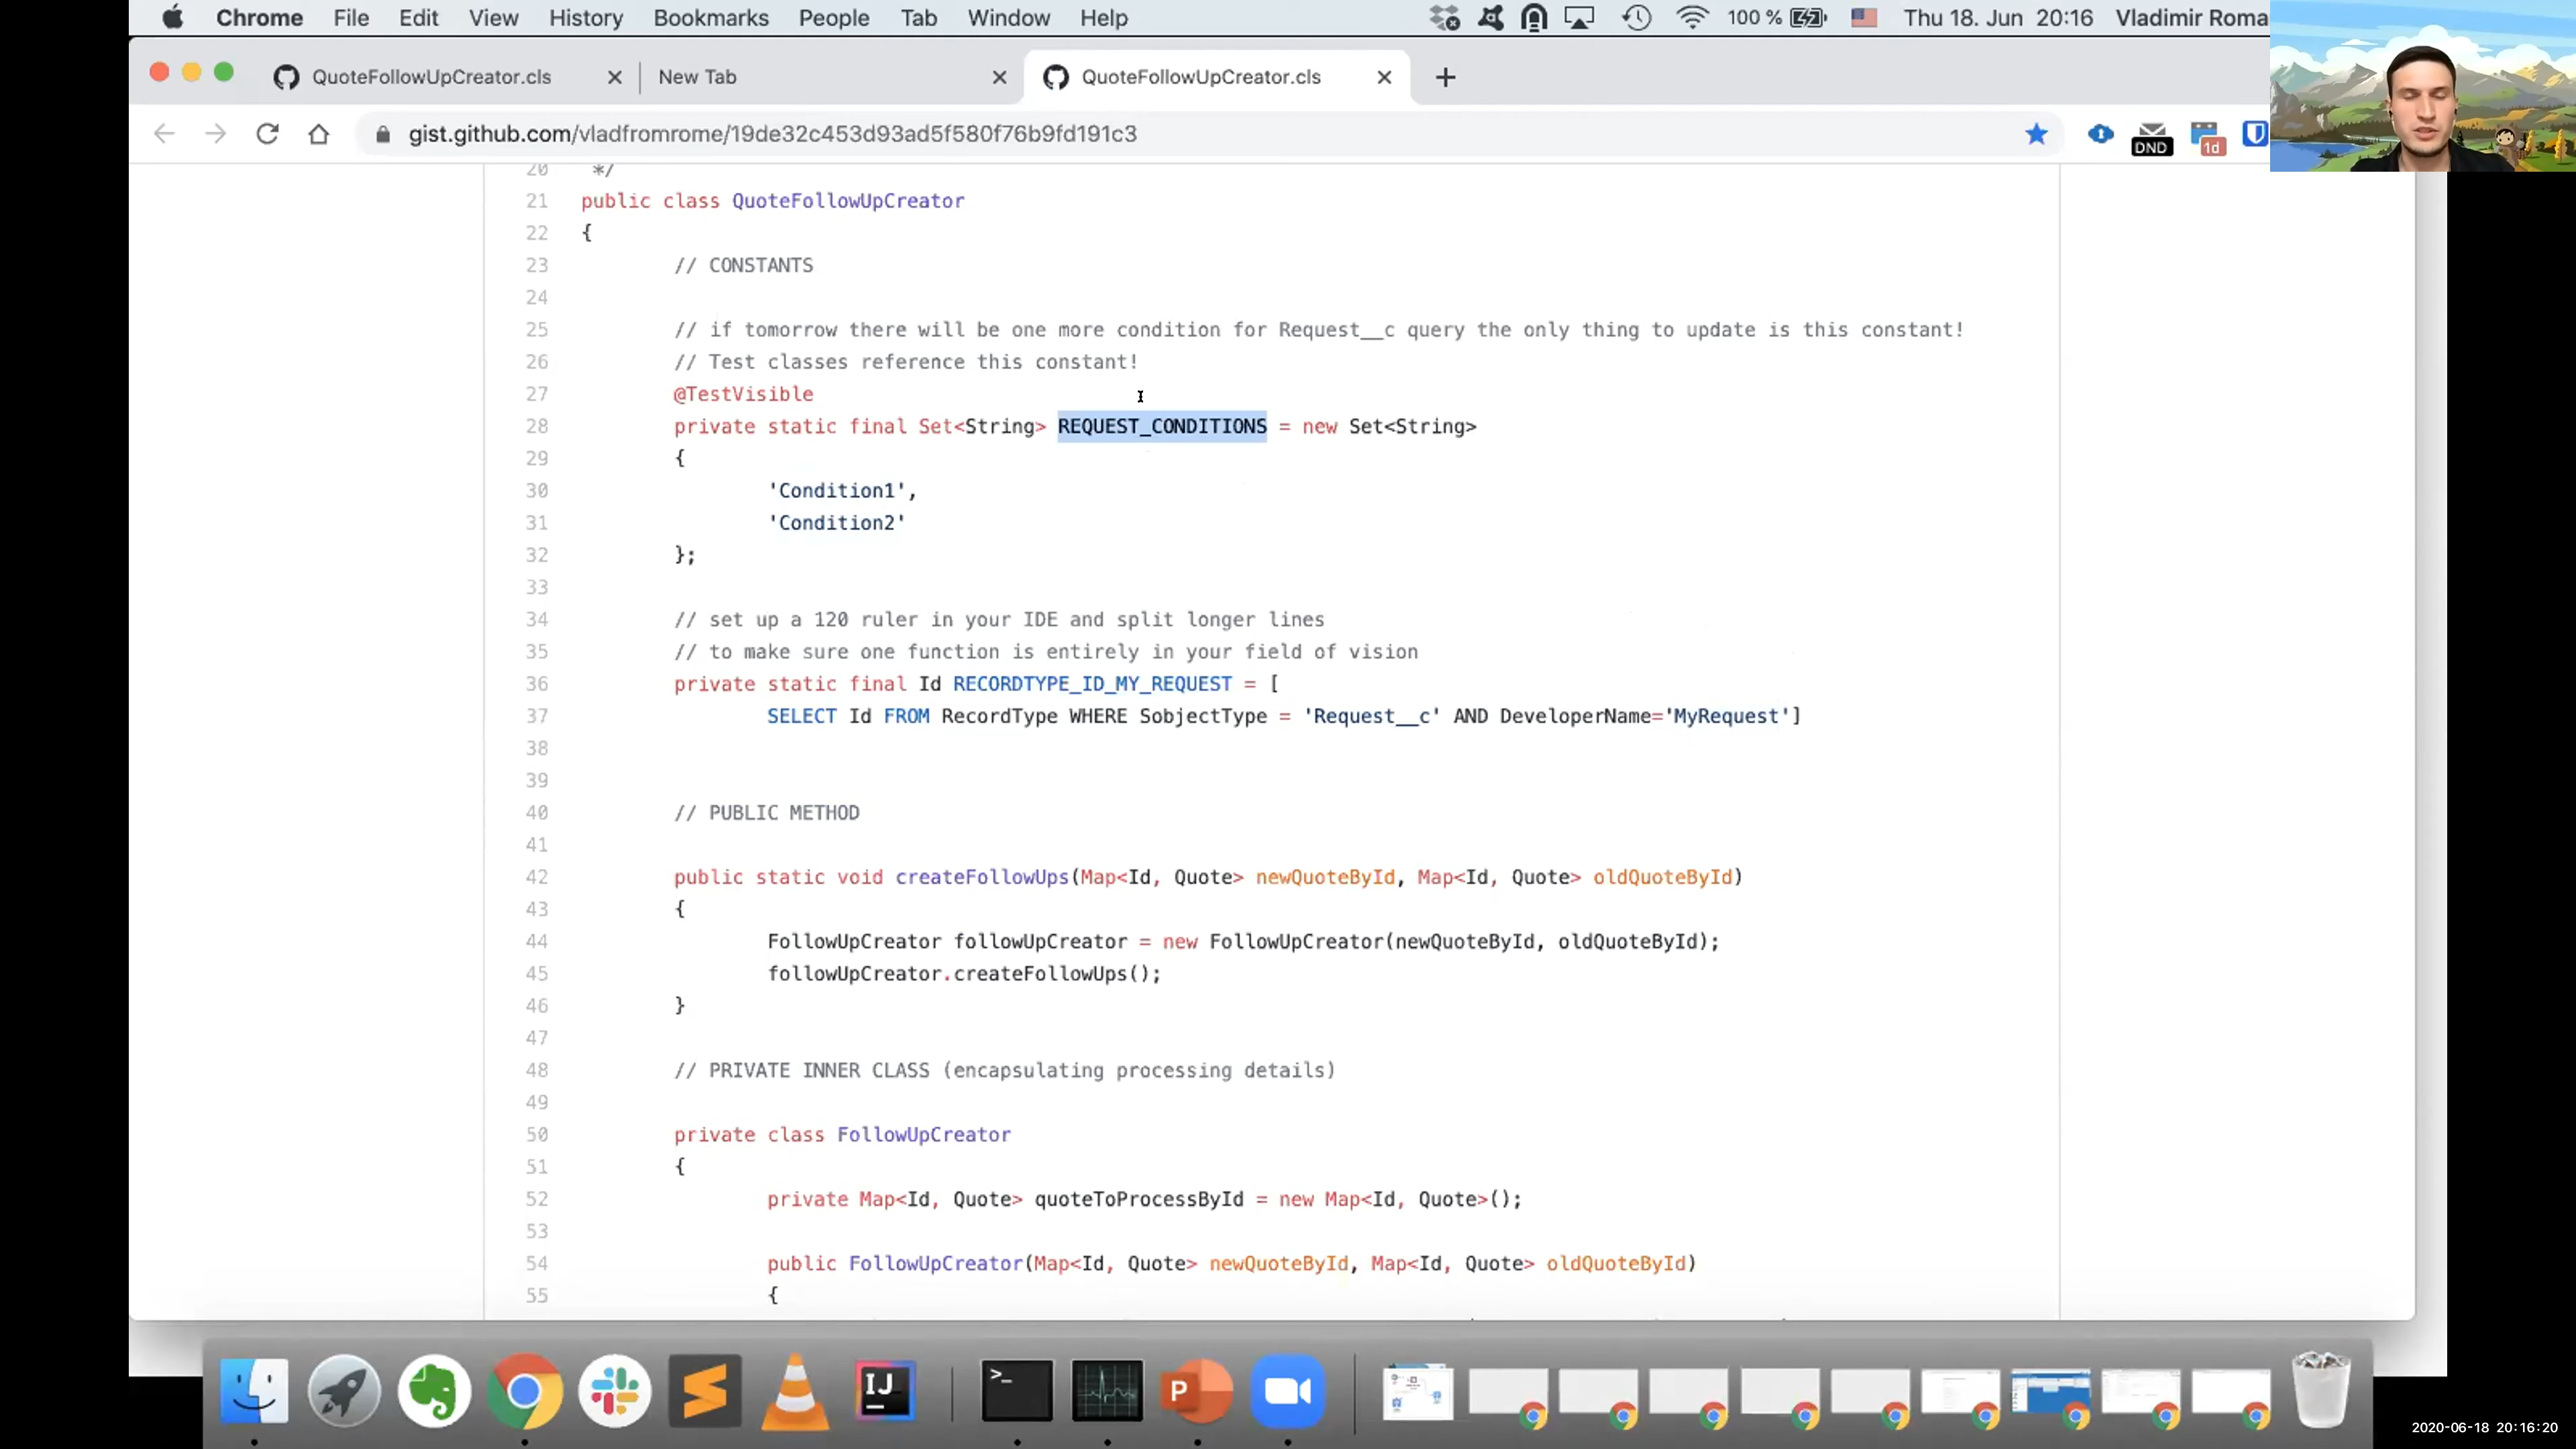 Chrome File Edit View History Bookmarks People Tab Window Help 100 % Thu 18. Jun 20:16 Vladimir Roma
QuoteFollowUpCreator.cls New Tab QuoteFollowUpCreator.cls
gist.github.com/vladfromrome/19de32c453d93ad5f580f76b9fd191c3 DND 1d
20 */
21 public class QuoteFollowUpCreator
22 {
23 // CONSTANTS
24
25 // if tomorrow there will be one more condition for Request__c query the only thing to update is this constant!
26 // Test classes reference this constant!
27 @TestVisible
28 private static final Set<String> REQUEST_CONDITIONS = new Set<String>
29 {
30 'Condition1',
31 'Condition2'
32 };
33
34 // set up a 120 ruler in your IDE and split longer lines
35 // to make sure one function is entirely in your field of vision
36 private static final Id RECORDTYPE_ID_MY_REQUEST = [
37 SELECT Id FROM RecordType WHERE SobjectType = 'Request__c' AND DeveloperName='MyRequest']
38
39
40 // PUBLIC METHOD
41
42 public static void createFollowUps(Map<Id, Quote> newQuoteById, Map<Id, Quote> oldQuoteById)
43 {
44 FollowUpCreator followUpCreator = new FollowUpCreator(newQuoteById, oldQuoteById);
45 followUpCreator.createFollowUps();
46 }
47
48 // PRIVATE INNER CLASS (encapsulating processing details)
49
50 private class FollowUpCreator
51 {
52 private Map<Id, Quote> quoteToProcessById = new Map<Id, Quote>();
53
54 public FollowUpCreator(Map<Id, Quote> newQuoteById, Map<Id, Quote> oldQuoteById)
55 {
IJ >_ P
2020-06-18 20:16:20